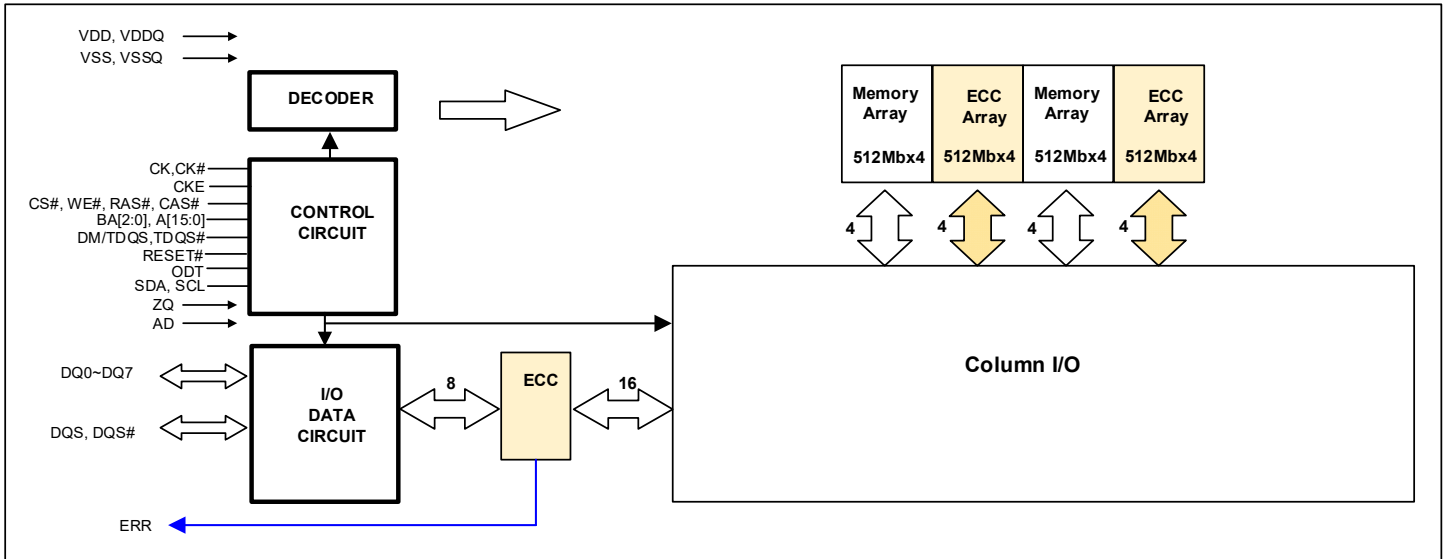 VDD, VDDQ
VSS, VSSQ
DECODER
CK,CK#
CKE
CS#, WE#, RAS#, CAS#
BA[2:0], A[15:0]
DM/TDQS,TDQS#
RESET#
ODT
SDA, SCL
ZQ
AD
CONTROL
CIRCUIT
DQ0~DQ7
DQS, DQS#
I/O
DATA
CIRCUIT
8
ECC
16
ERR
Memory
Array
512Mbx4
ECC
Array
512Mbx4
Memory
Array
512Mbx4
ECC
Array
512Mbx4
4
4
4
4
Column I/O